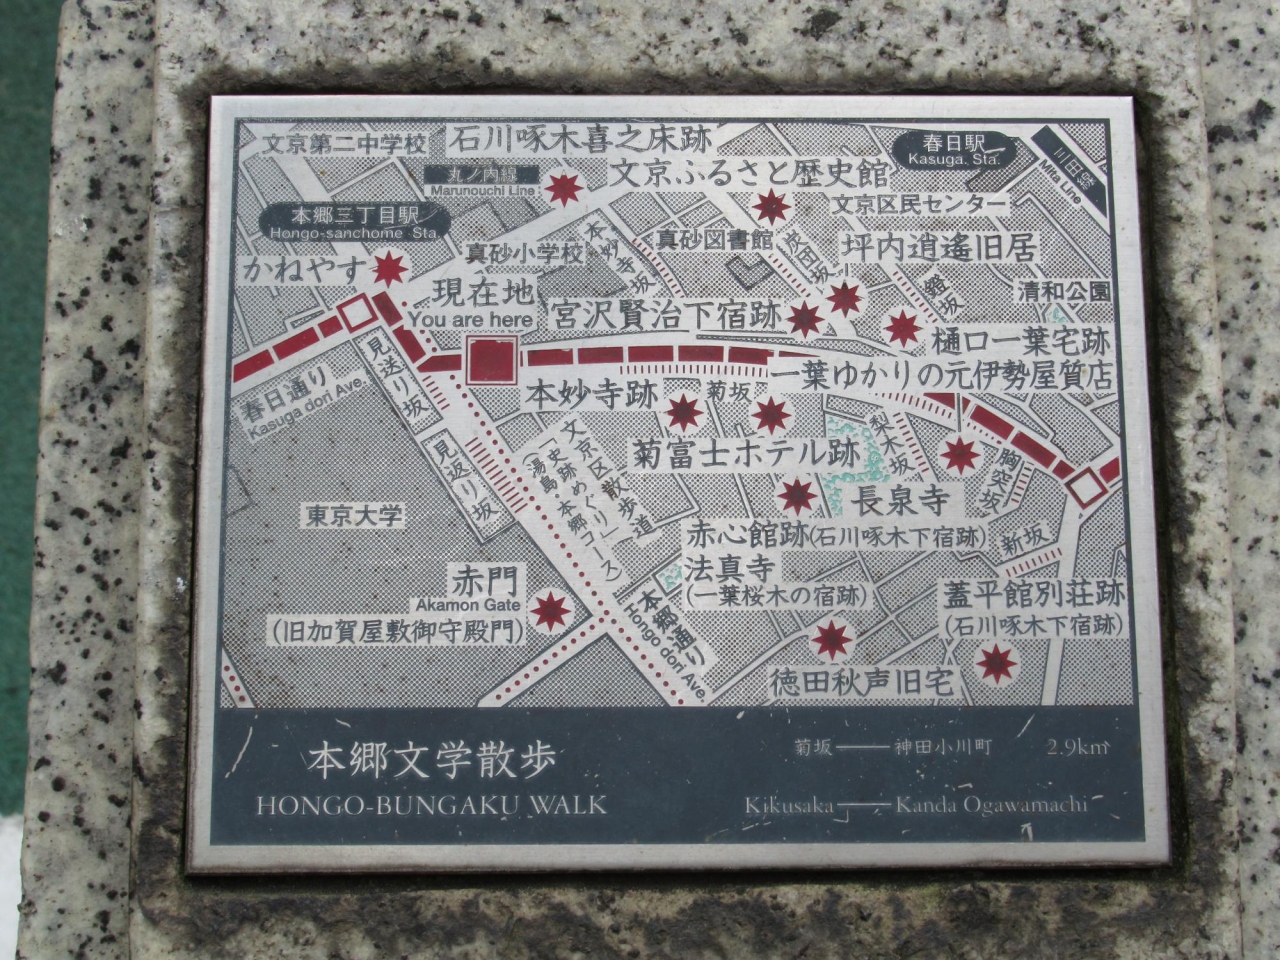 文京第二中学校
石川啄木喜之床跡
春日駅
Kasuga. Sta.
三田線
Mita Line
丸ノ内線
Marunouchi Line
文京ふるさと歴史館
文京区民センター
本郷三丁目駅
Hongo-sanchome Sta.
真砂小学校
本妙寺坂
真砂図書館
炭団坂
坪内逍遙旧居
鐙坂
清和公園
かねやす
現在地
You are here
宮沢賢治下宿跡
樋口一葉宅跡
一葉ゆかりの元伊勢屋質店
春日通り
Kasuga dori Ave.
見送り坂
見返り坂
本妙寺跡
菊坂
菊富士ホテル跡
梨木坂
胸突坂
文京区散歩道
「史跡めぐり」
(湯島・本郷コース)
東京大学
長泉寺
赤心館跡(石川啄木下宿跡)
新坂
法真寺
(一葉桜木の宿跡)
赤門
Akamon Gate
(旧加賀屋敷御守殿門)
本郷通り
Hongo dori Ave.
蓋平館別荘跡
(石川啄木下宿跡)
徳田秋声旧宅
本郷文学散歩
HONGO-BUNGAKU WALK
菊坂——神田小川町 2.9km
Kikusaka——Kanda Ogawamachi